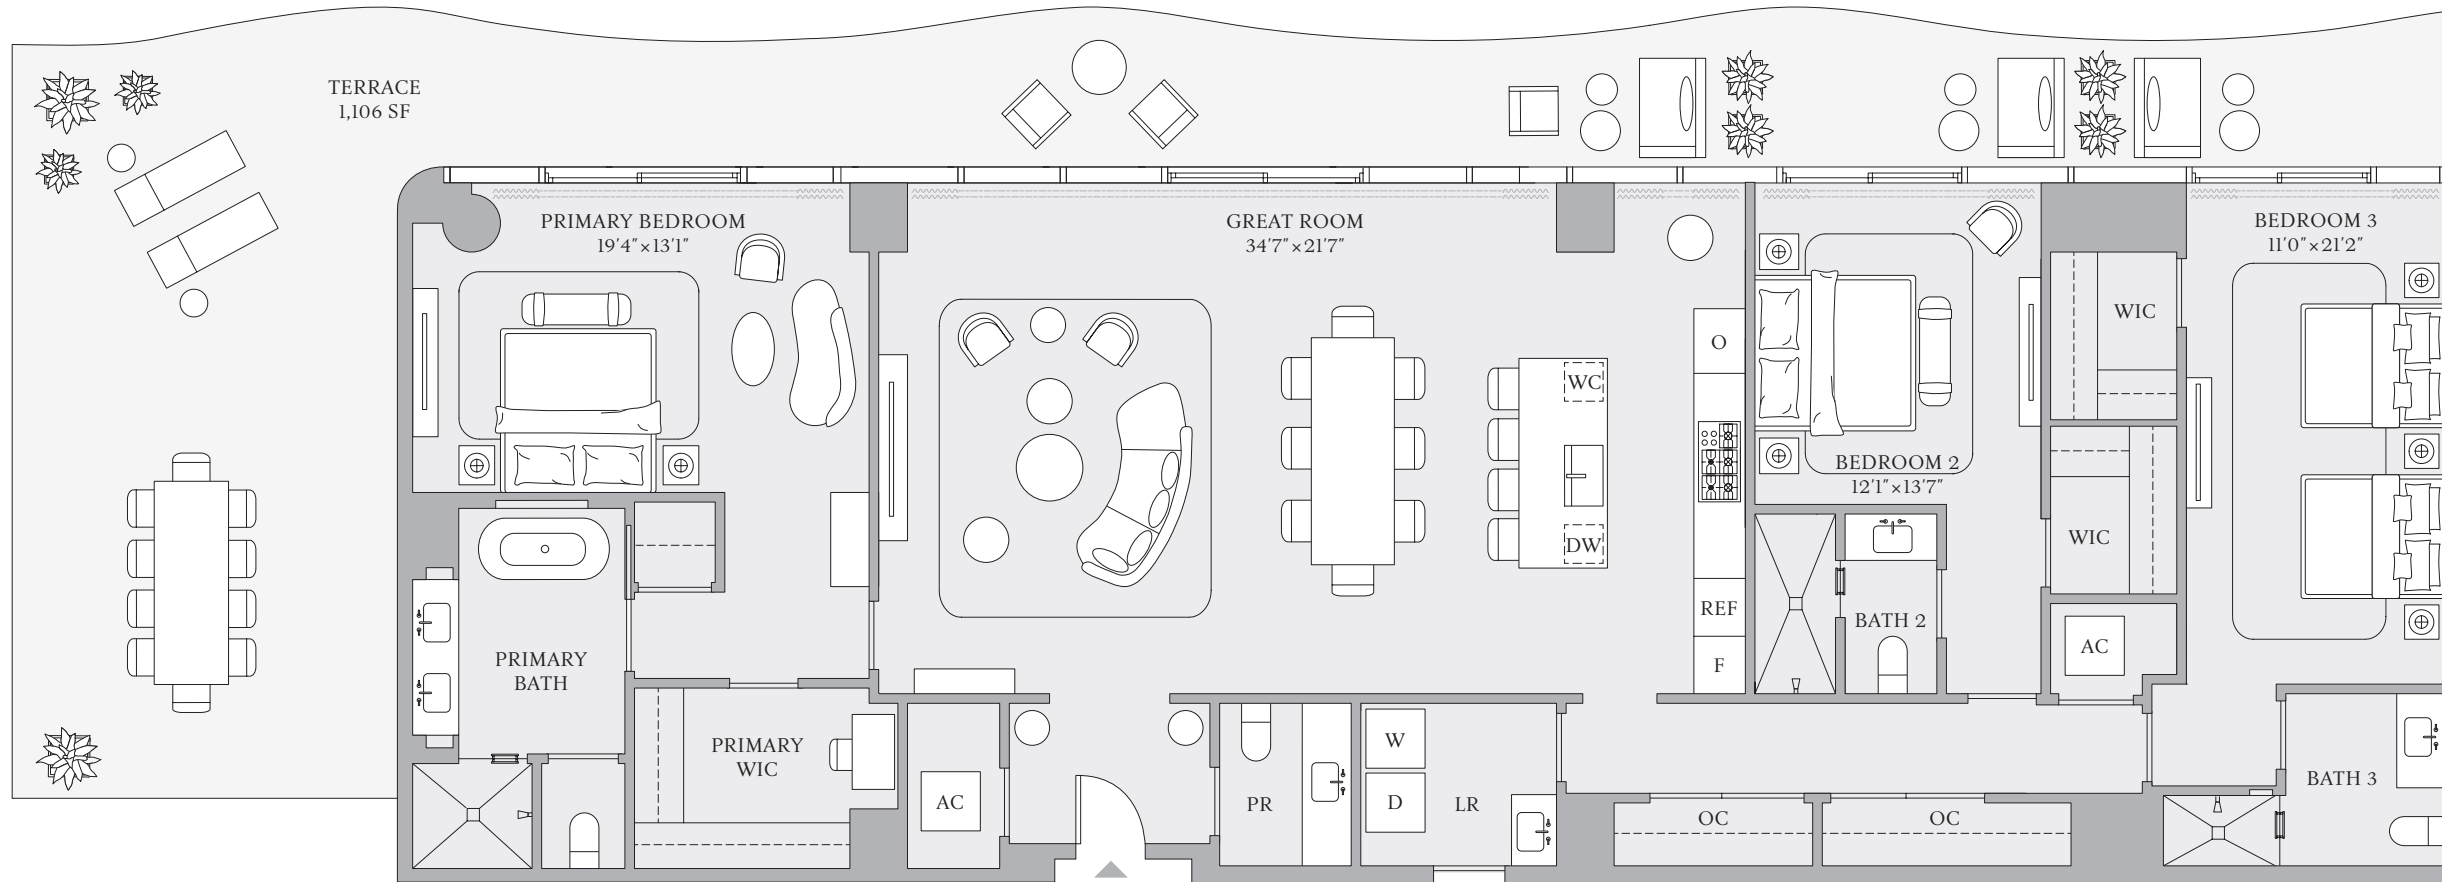 TERRACE
1,106 SF
PRIMARY BEDROOM
19'4"×13'1"
GREAT ROOM
34'7"×21'7"
BEDROOM 3
11'0"×21'2"
WIC
O
WC
BEDROOM 2
12'1"×13'7"
WIC
DW
REF
BATH 2
AC
F
PRIMARY
BATH
PRIMARY
WIC
W
BATH 3
AC
PR
D
LR
OC
OC